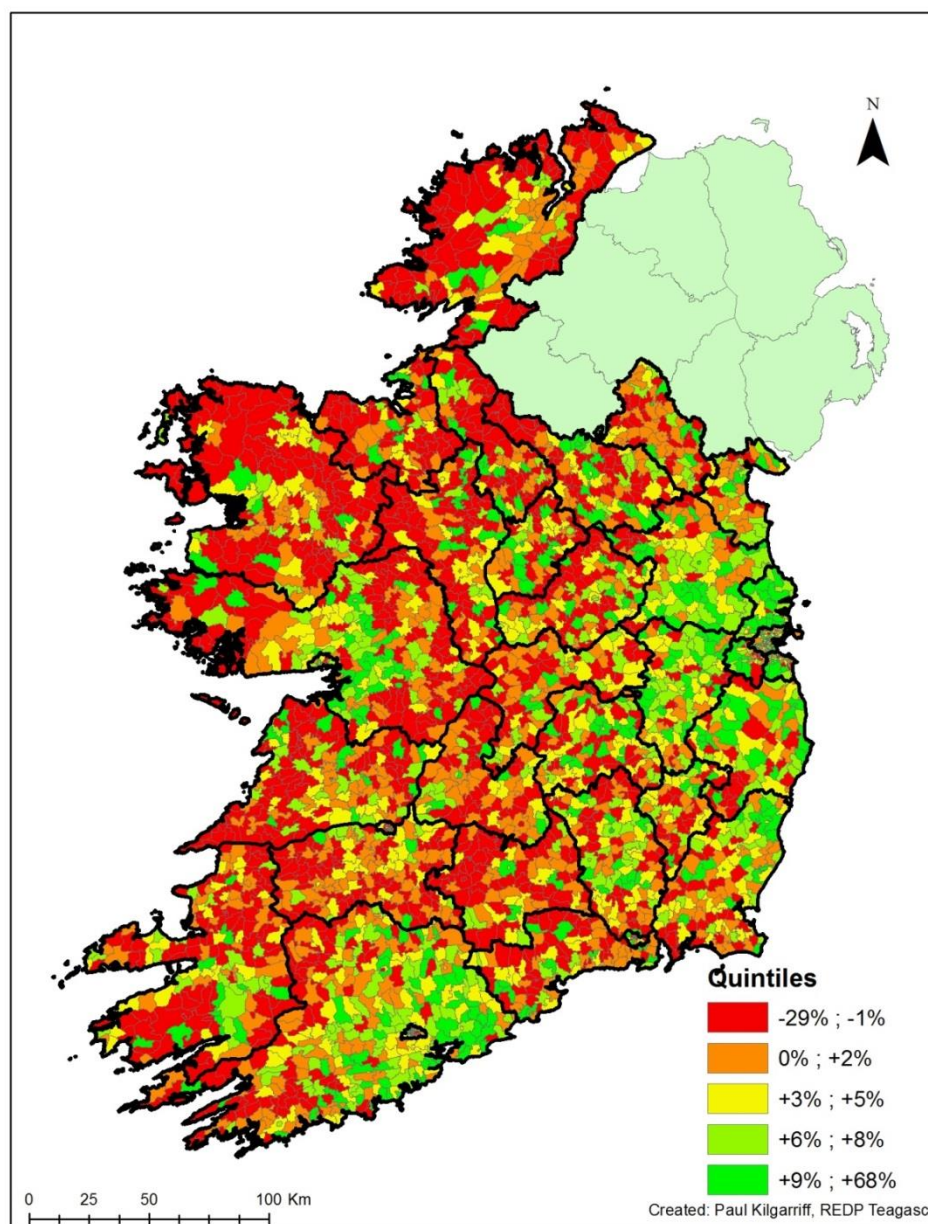 N
Quintiles
-29% ; -1%
0% ; +2%
+3% ; +5%
+6% ; +8%
+9% ; +68%
0 25 50 100 Km
Created: Paul Kilgarriff, REDP Teagasc